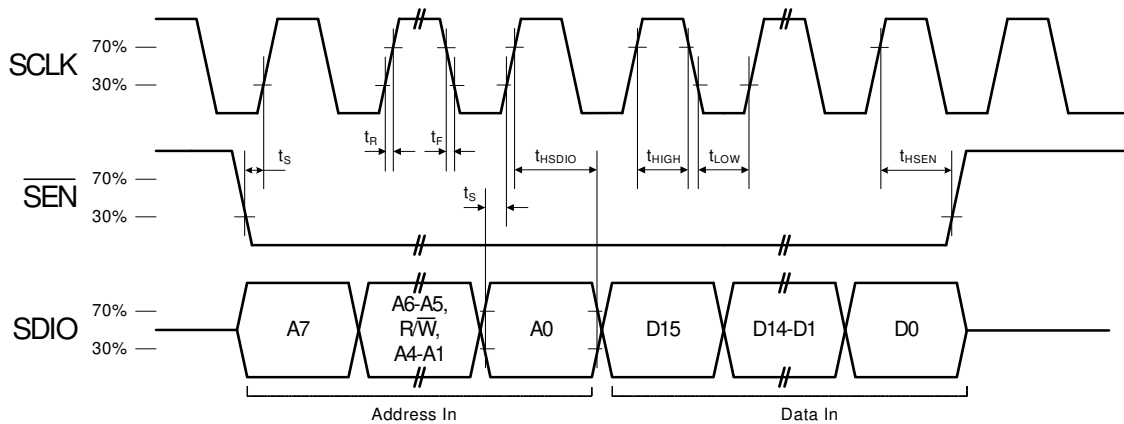 SCLK
70%
30%
tR
tF
tS
tHSDIO
tHIGH
tLOW
tHSEN
SEN
70%
30%
tS
SDIO
70%
30%
A7
A6-A5,
R/W,
A4-A1
A0
D15
D14-D1
D0
Address In
Data In